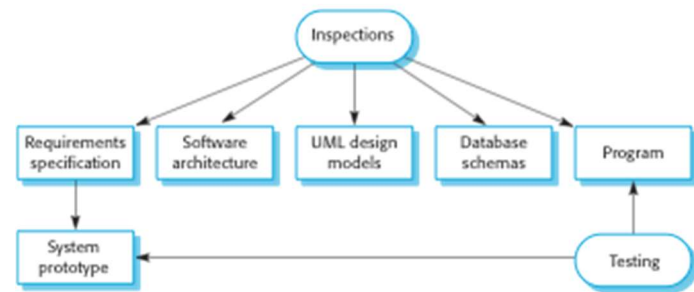 Inspections
Requirements
specification
Software
architecture
UML design
models
Database
schemas
Program
System
prototype
Testing